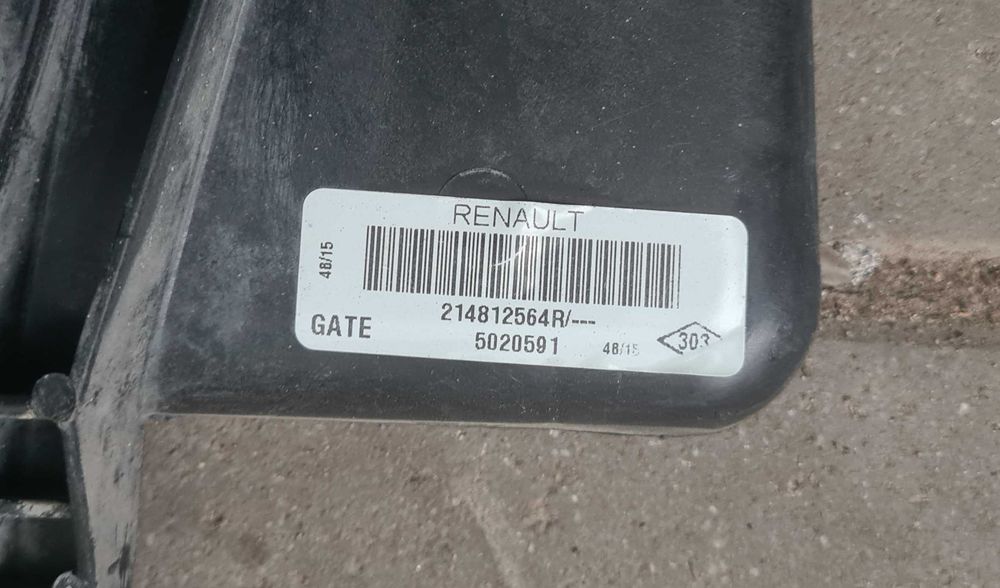 RENAULT
48/15
214812564R/---
GATE
5020591
48/15
303